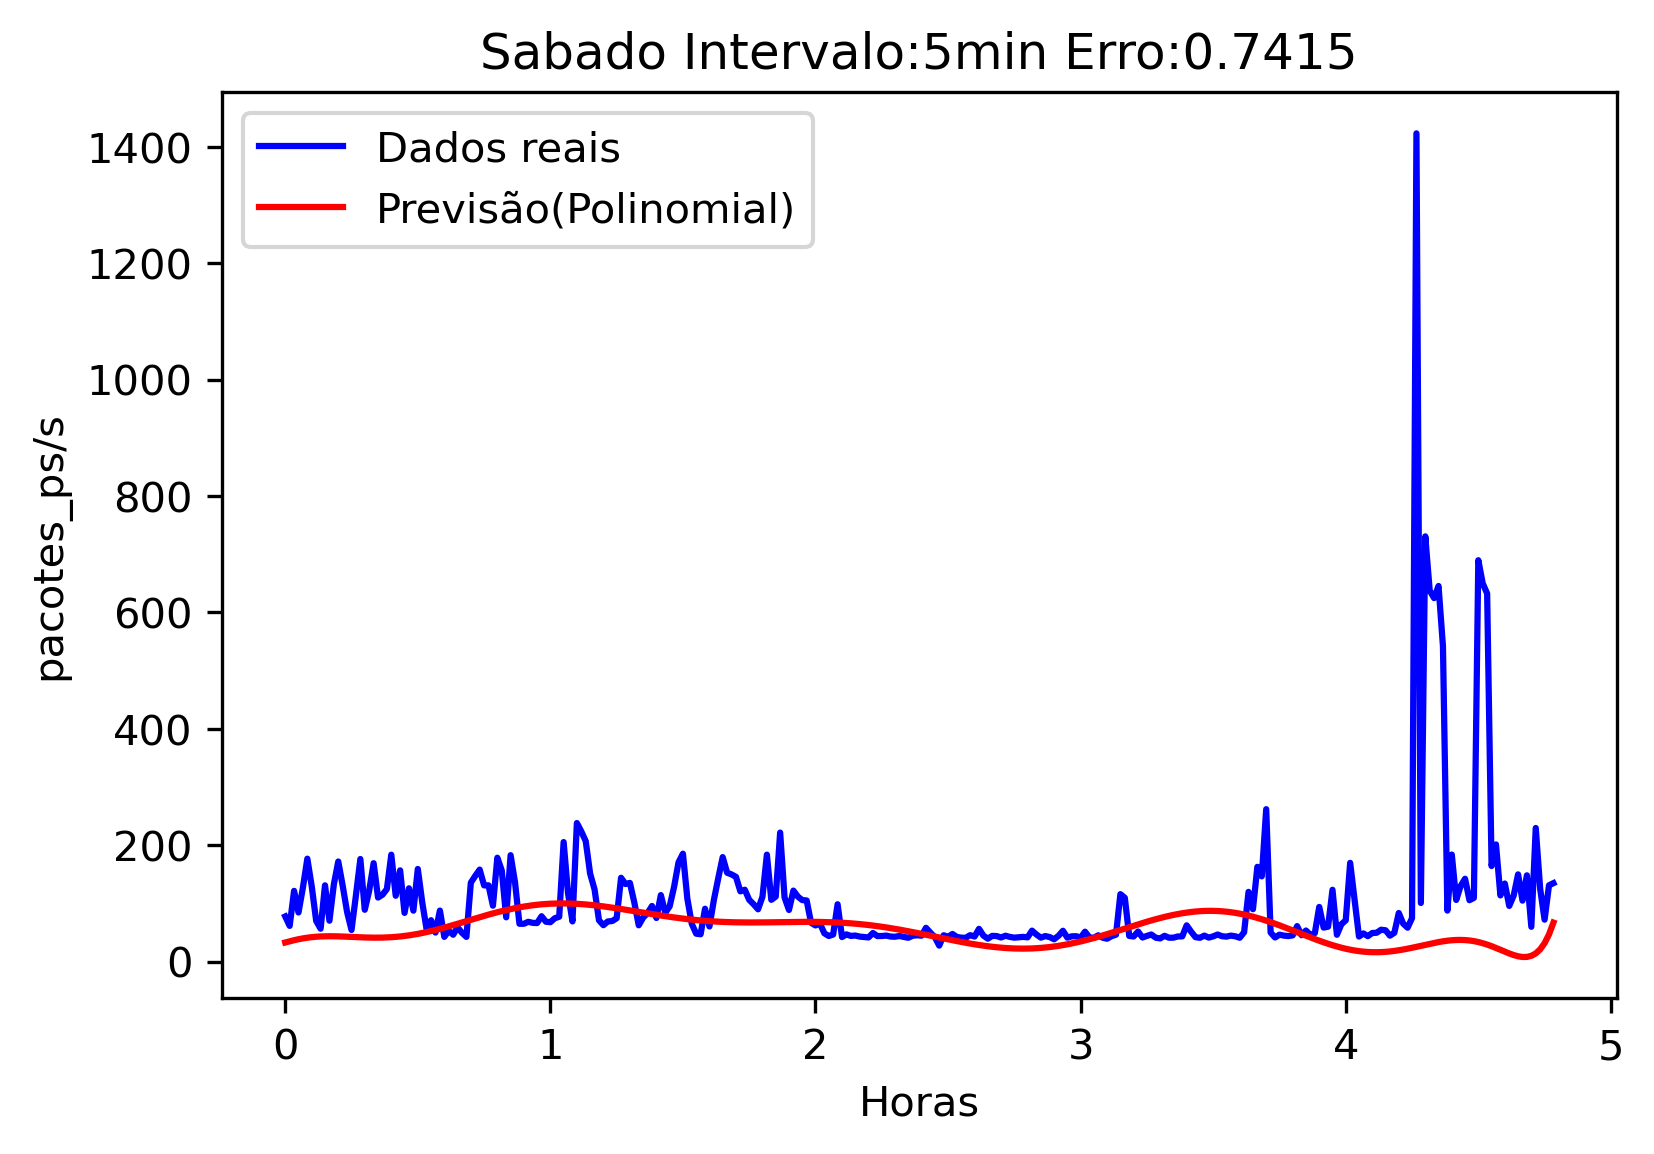 Sabado Intervalo:5min Erro:0.7415
Dados reais
Previsão(Polinomial)
1400
1200
1000
800
600
400
200
0
pacotes_ps/s
0 1 2 3 4 5
Horas